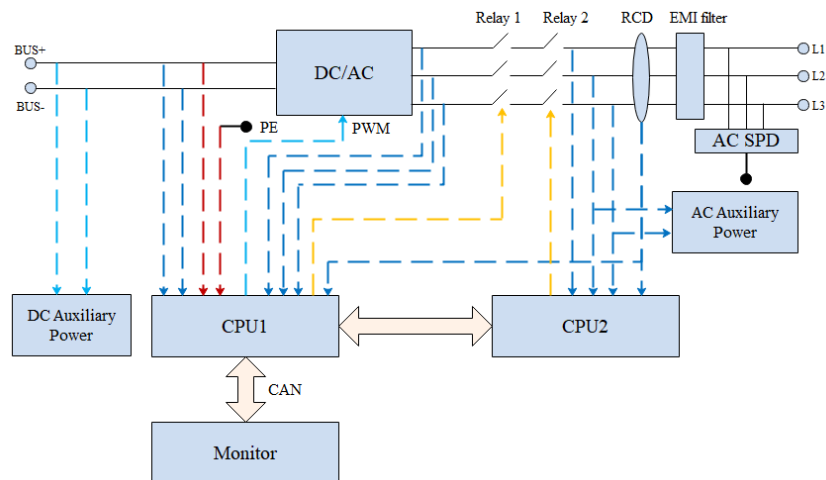 Relay 1
Relay 2
RCD
EMI filter
BUS+
L1
DC/AC
L2
BUS-
L3
PE
PWM
AC SPD
AC Auxiliary
Power
DC Auxiliary
Power
CPU1
CPU2
CAN
Monitor